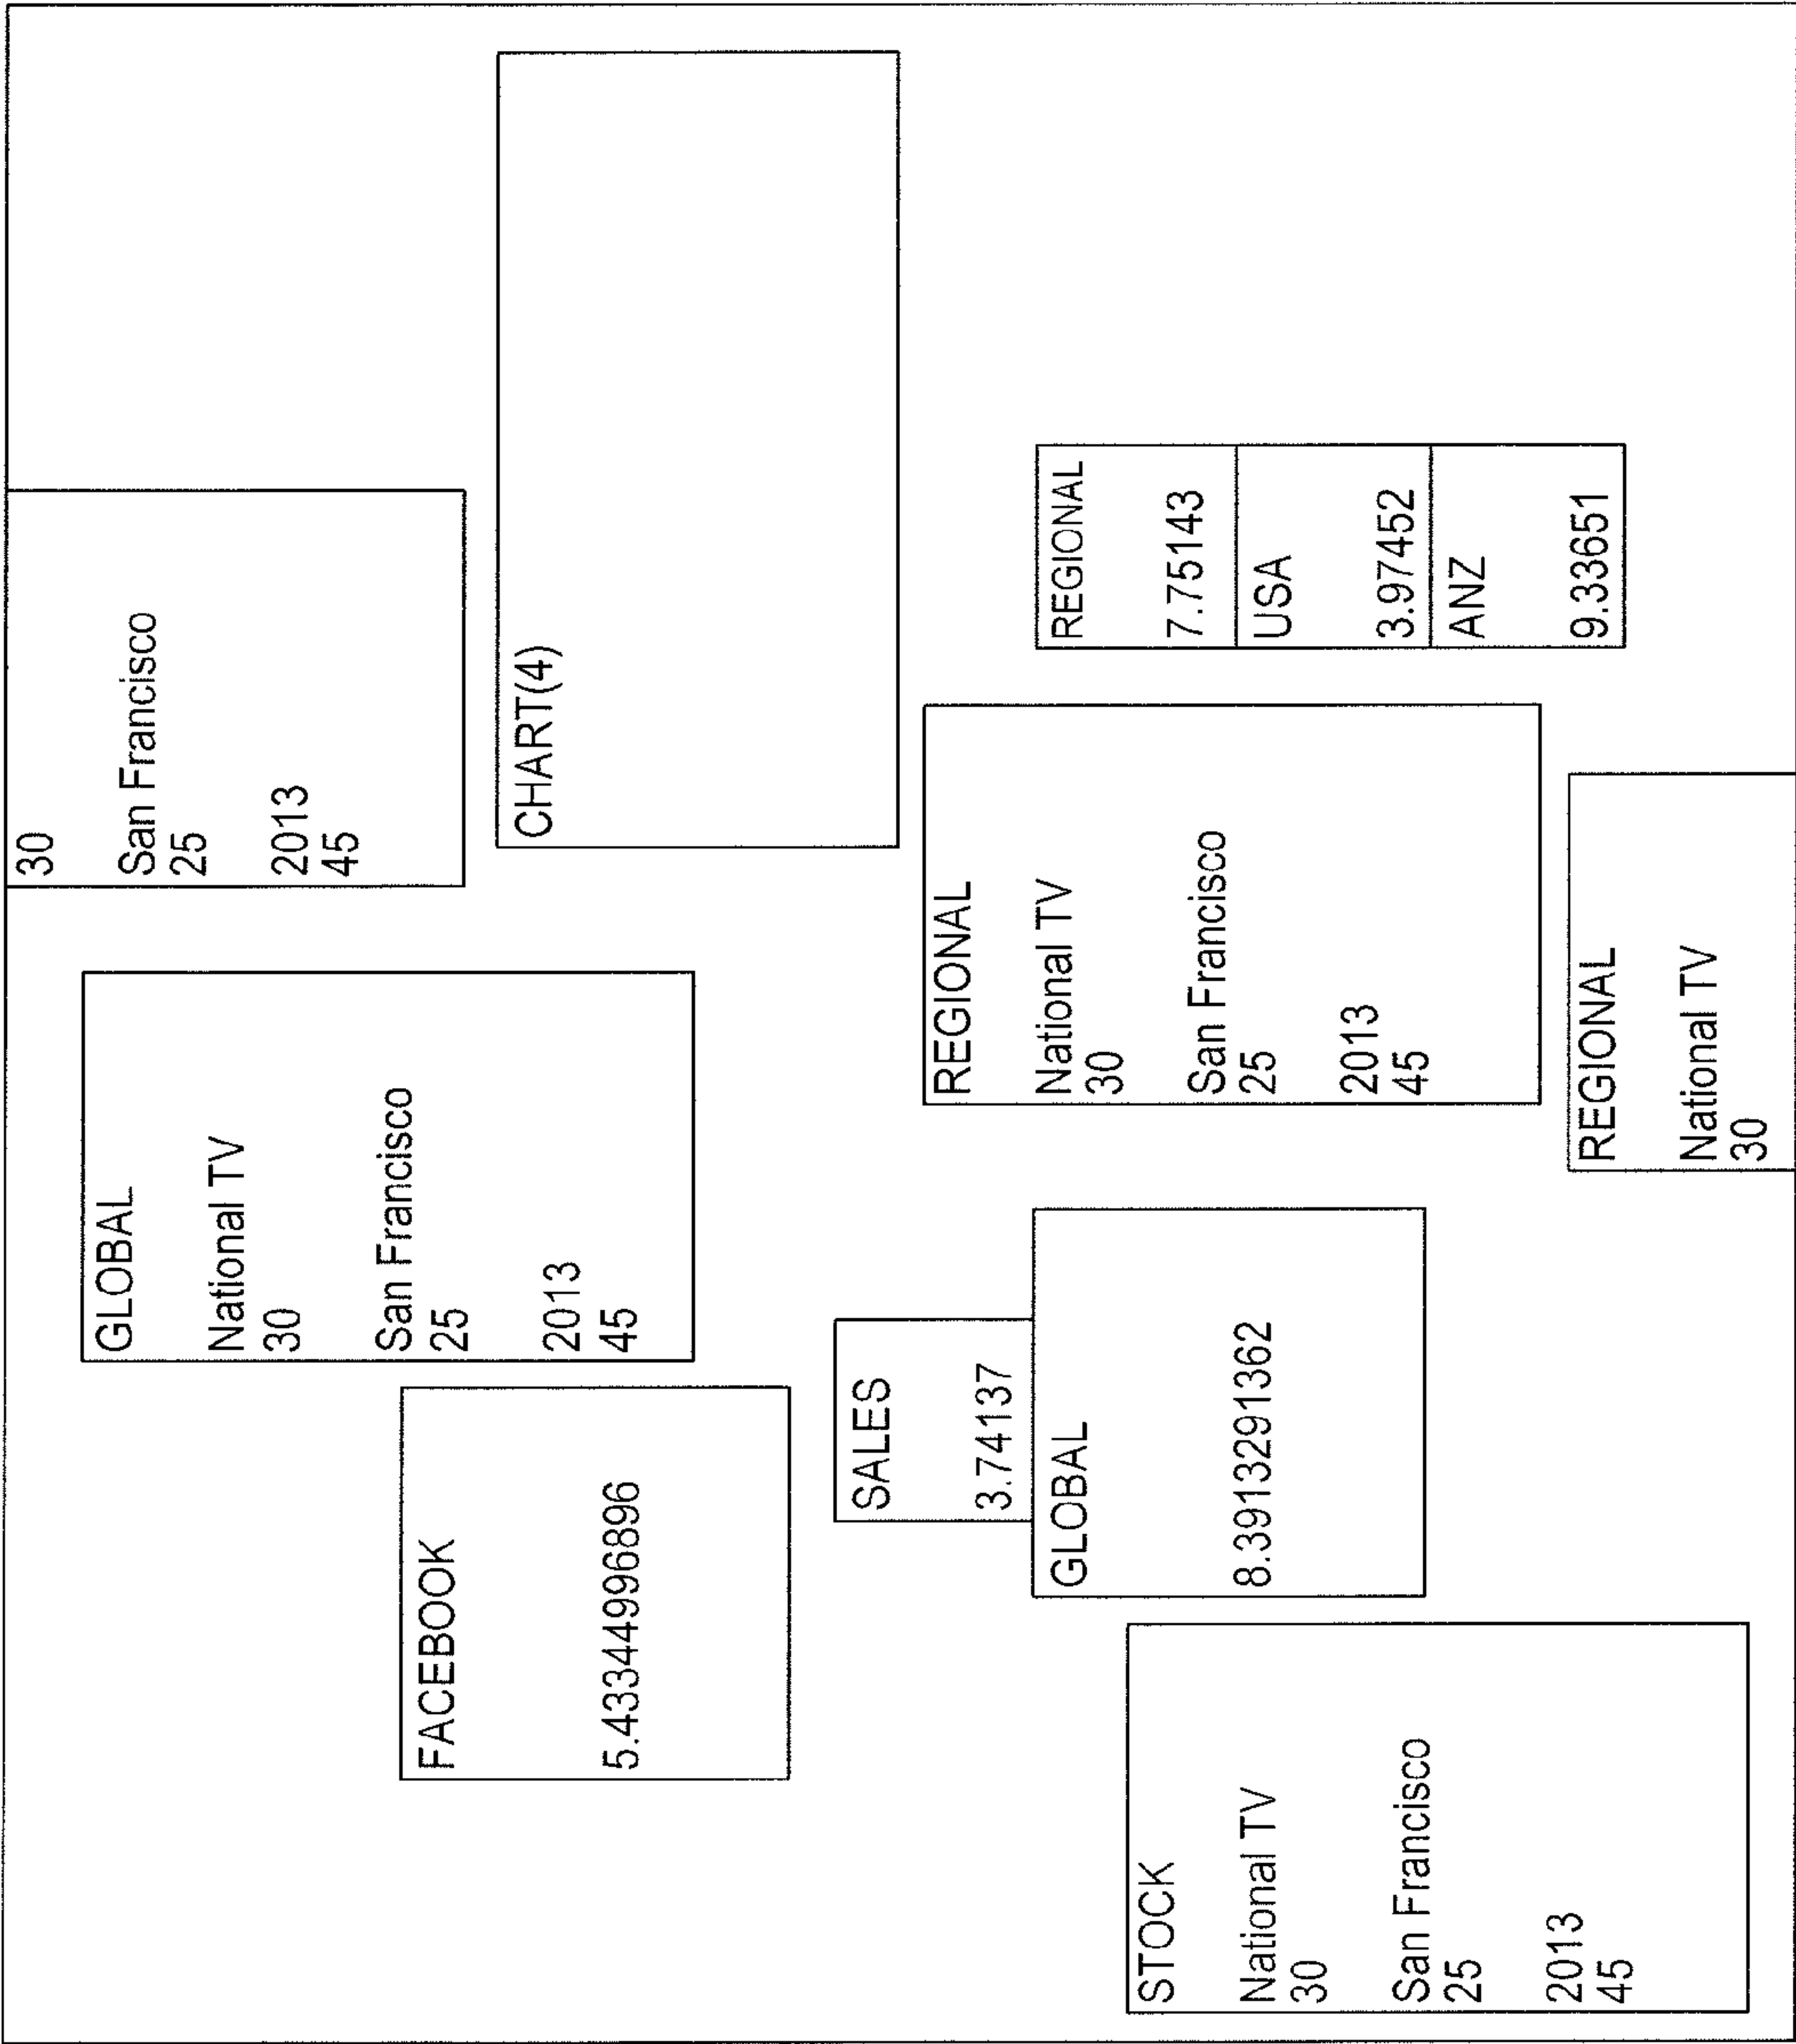 30
San Francisco
25
2013
45
GLOBAL
National TV
30
San Francisco
25
2013
45
FACEBOOK
5.43344996896
CHART(4)
SALES
3.74137
GLOBAL
8.3913291362
REGIONAL
National TV
30
San Francisco
25
2013
45
REGIONAL
7.75143
USA
3.97452
ANZ
9.33651
STOCK
National TV
30
San Francisco
25
2013
45
REGIONAL
National TV
30